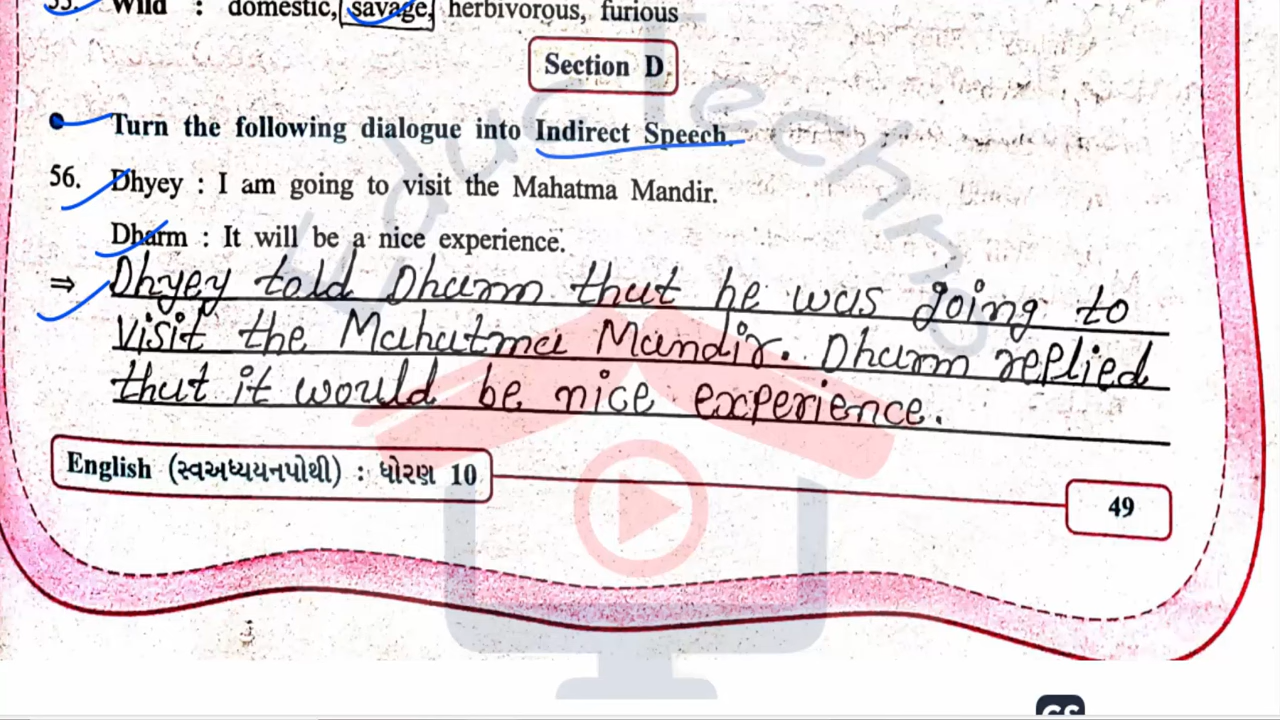 55. Wild : domestic, savage, herbivorous, furious
Section D
Turn the following dialogue into Indirect Speech.
56. Dhyey : I am going to visit the Mahatma Mandir.
Dharm : It will be a nice experience.
⇒ Dhyey told Dharm that he was going to
visit the Mahatma Mandir. Dharm replied
that it would be nice experience.
English (સ્વઅધ્યયનપોથી) : ધોરણ 10
49